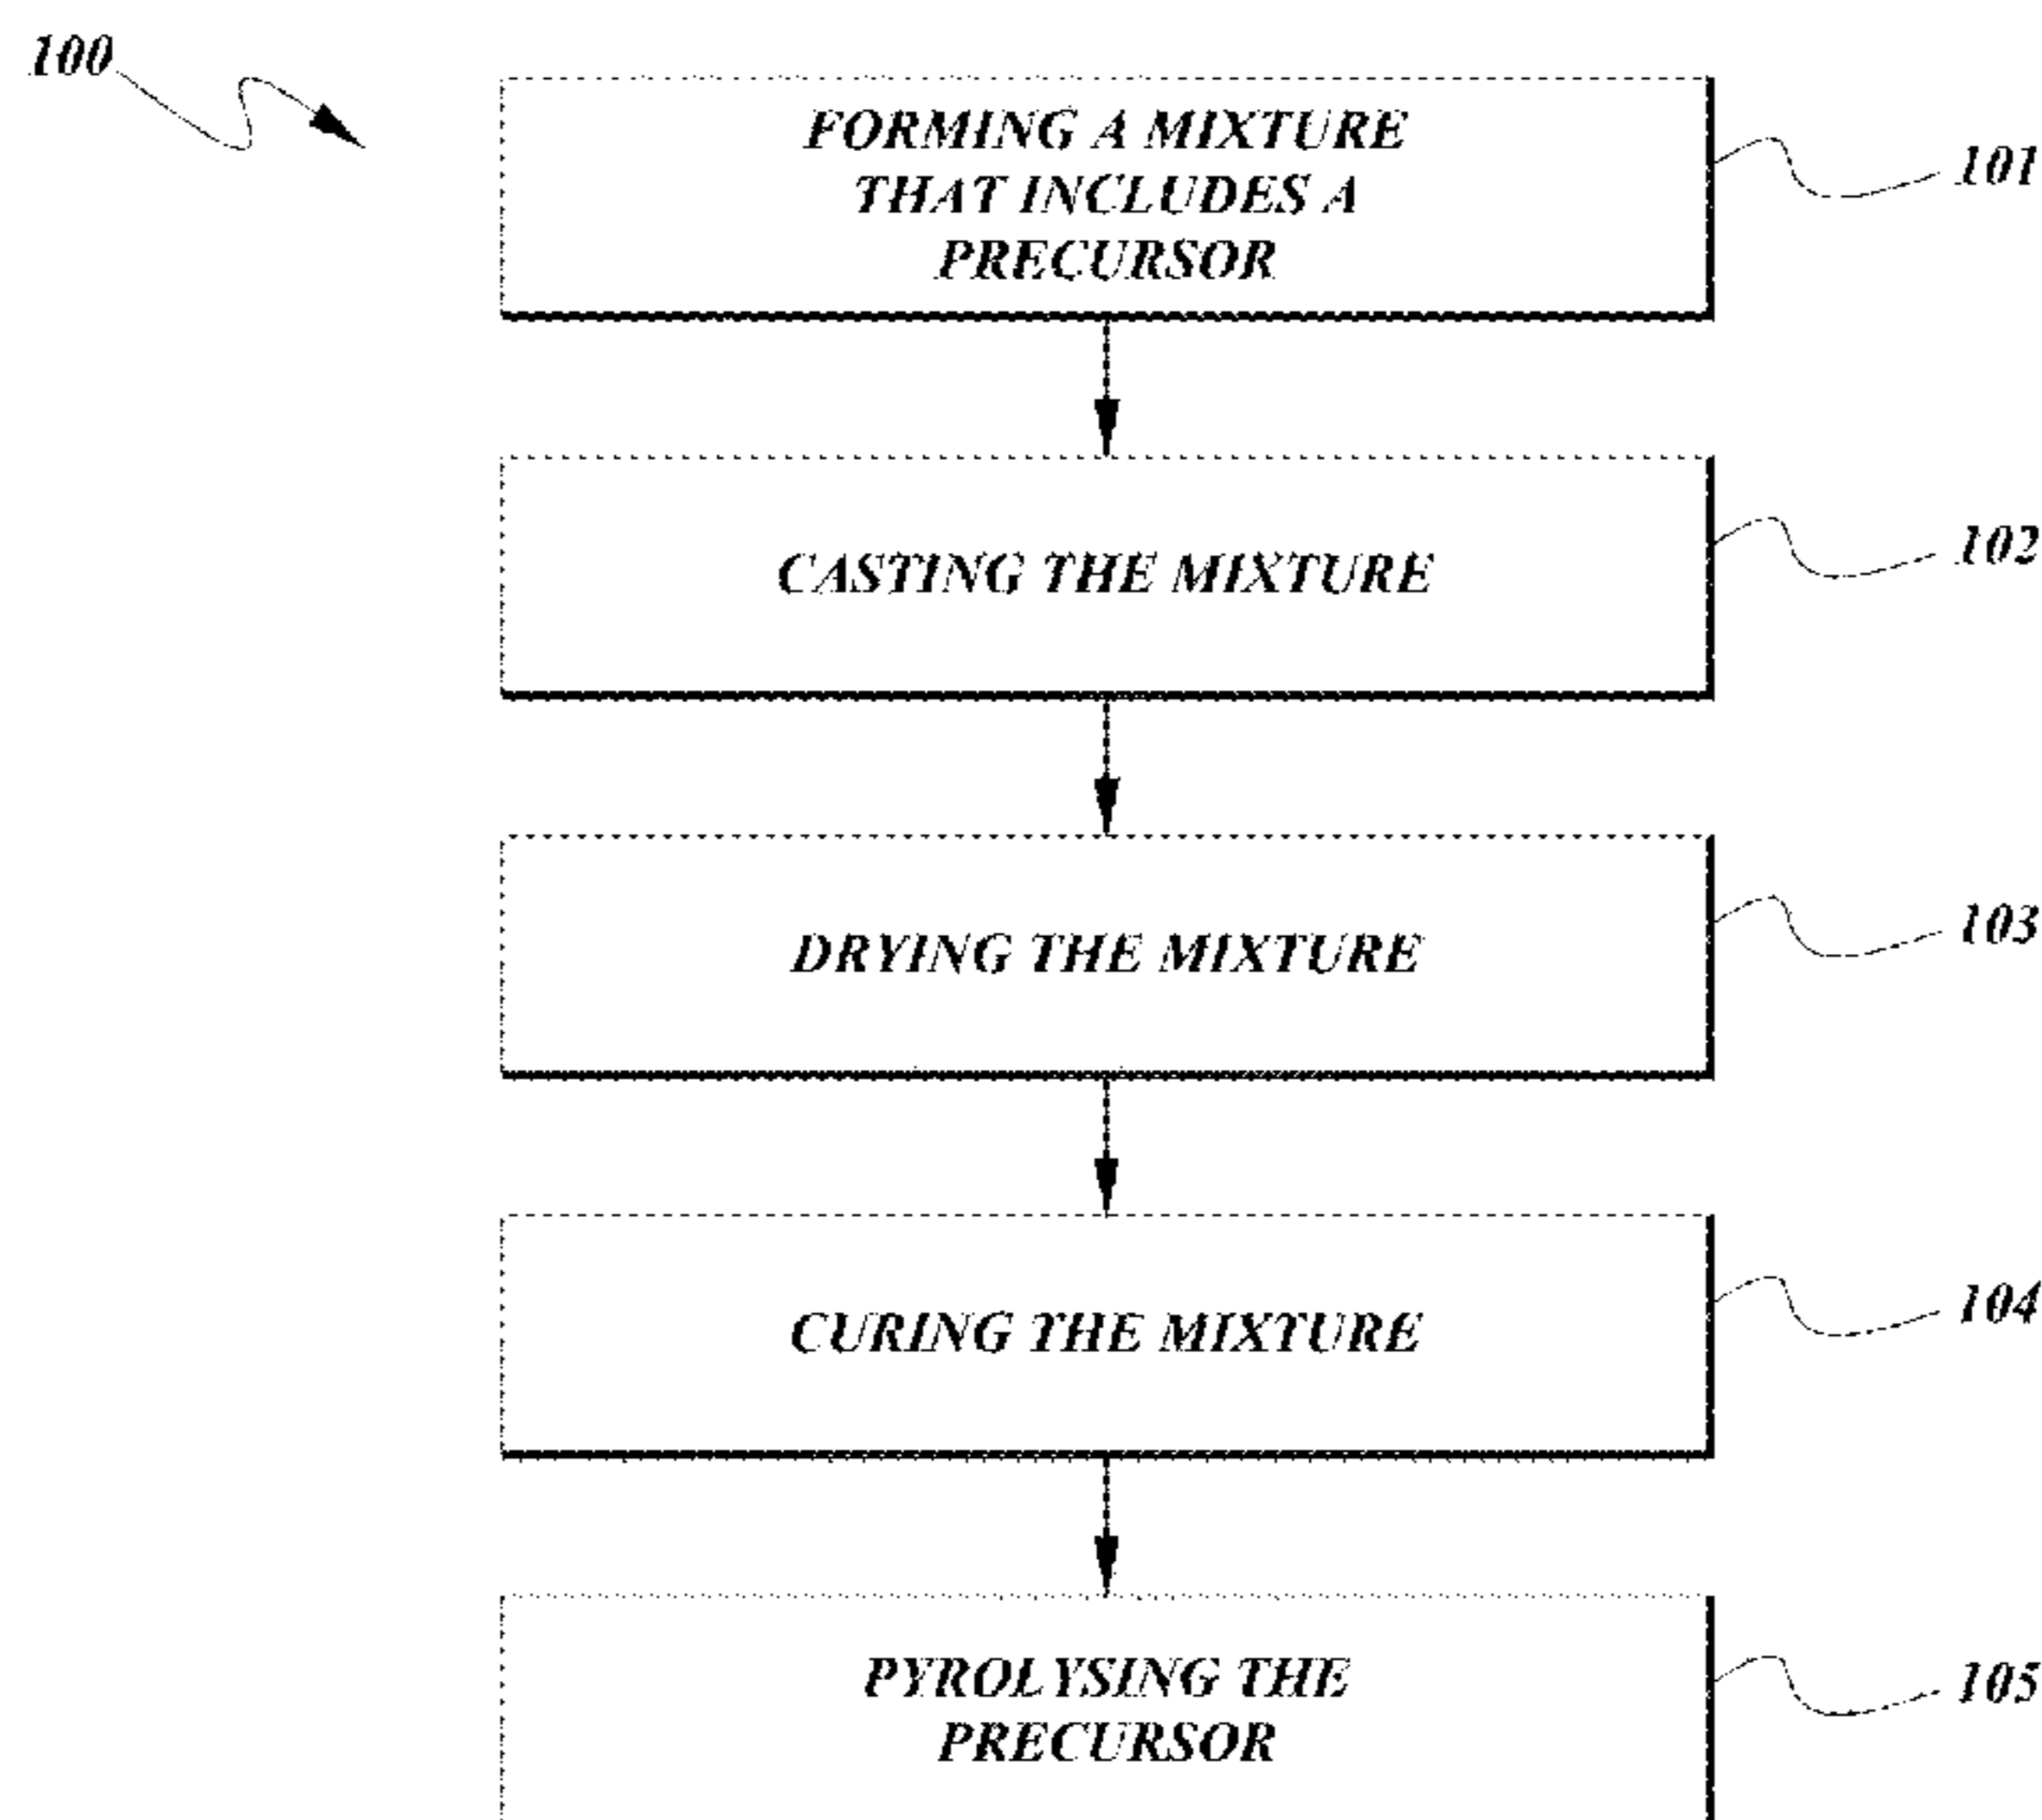 100
FORMING A MIXTURE
THAT INCLUDES A
PRECURSOR
101
CASTING THE MIXTURE
102
DRYING THE MIXTURE
103
CURING THE MIXTURE
104
PYROLYSING THE
PRECURSOR
105